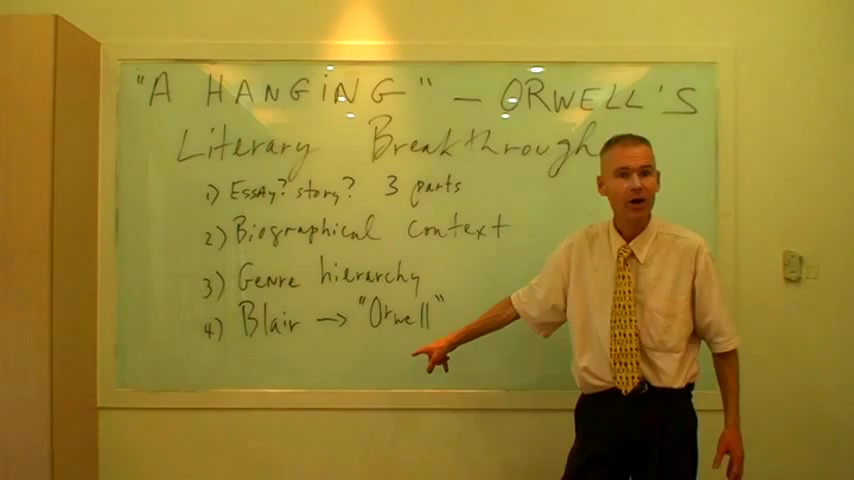 "A HANGING" — ORWELL'S
Literary Breakthrough
1) Essay? story? 3 parts
2) Biographical context
3) Genre hierarchy
4) Blair → "Orwell"